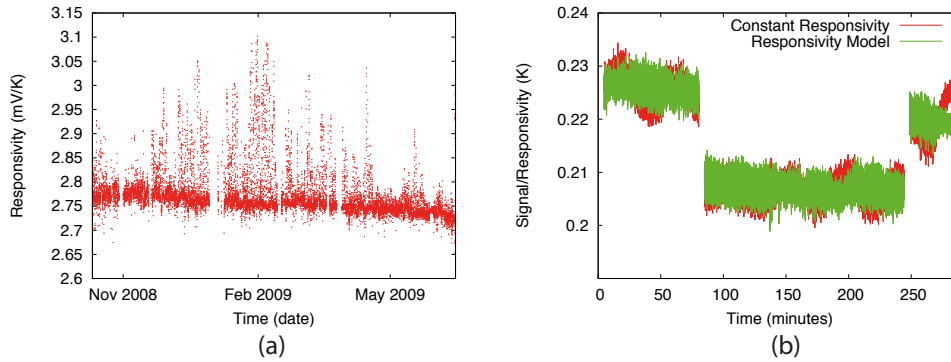 3.15
3.1
3.05
3
2.95
2.9
2.85
2.8
2.75
2.7
2.65
2.6
Responsivity (mV/K)
Nov 2008 Feb 2009 May 2009
Time (date)
(a)
0.24
0.23
0.22
0.21
0.2
Signal/Responsivity (K)
Constant Responsivity
Responsivity Model
0 50 100 150 200 250
Time (minutes)
(b)